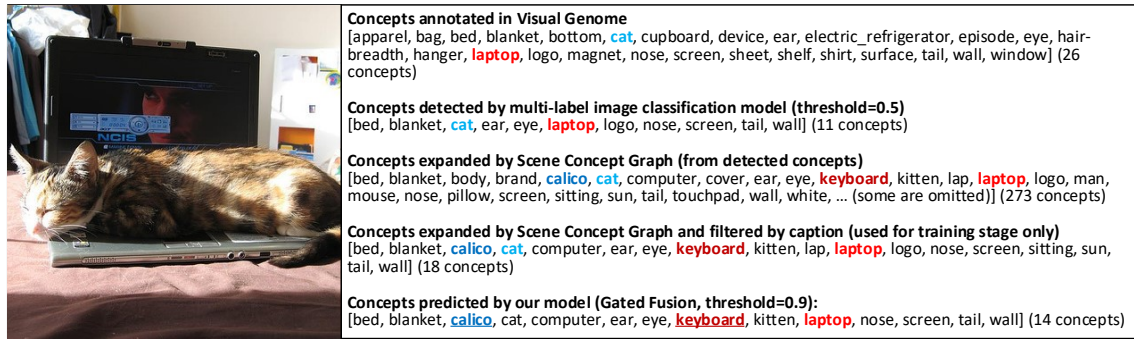 Concepts annotated in Visual Genome
[apparel, bag, bed, blanket, bottom, cat, cupboard, device, ear, electric_refrigerator, episode, eye, hair-
breadth, hanger, laptop, logo, magnet, nose, screen, sheet, shelf, shirt, surface, tail, wall, window] (26
concepts)
Concepts detected by multi-label image classification model (threshold=0.5)
[bed, blanket, cat, ear, eye, laptop, logo, nose, screen, tail, wall] (11 concepts)
Concepts expanded by Scene Concept Graph (from detected concepts)
[bed, blanket, body, brand, calico, cat, computer, cover, ear, eye, keyboard, kitten, lap, laptop, logo, man,
mouse, nose, pillow, screen, sitting, sun, tail, touchpad, wall, white, … (some are omitted)] (273 concepts)
Concepts expanded by Scene Concept Graph and filtered by caption (used for training stage only)
[bed, blanket, calico, cat, computer, ear, eye, keyboard, kitten, lap, laptop, logo, nose, screen, sitting, sun,
tail, wall] (18 concepts)
Concepts predicted by our model (Gated Fusion, threshold=0.9):
[bed, blanket, calico, cat, computer, ear, eye, keyboard, kitten, laptop, nose, screen, tail, wall] (14 concepts)
NCIS